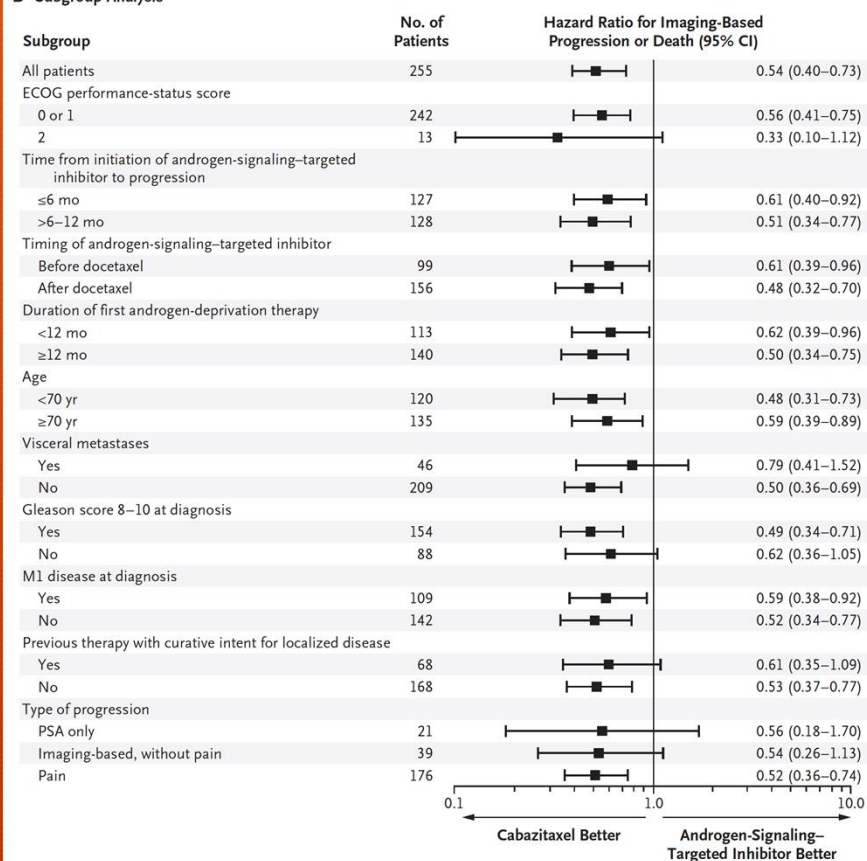 Subgroup Analysis
No. of Hazard Ratio for Imaging-Based
Subgroup Patients Progression or Death (95% CI)
All patients 255 0.54 (0.40–0.73)
ECOG performance-status score
0 or 1 242 0.56 (0.41–0.75)
2 13 0.33 (0.10–1.12)
Time from initiation of androgen-signaling–targeted
inhibitor to progression
≤6 mo 127 0.61 (0.40–0.92)
>6–12 mo 128 0.51 (0.34–0.77)
Timing of androgen-signaling–targeted inhibitor
Before docetaxel 99 0.61 (0.39–0.96)
After docetaxel 156 0.48 (0.32–0.70)
Duration of first androgen-deprivation therapy
<12 mo 113 0.62 (0.39–0.96)
≥12 mo 140 0.50 (0.34–0.75)
Age
<70 yr 120 0.48 (0.31–0.73)
≥70 yr 135 0.59 (0.39–0.89)
Visceral metastases
Yes 46 0.79 (0.41–1.52)
No 209 0.50 (0.36–0.69)
Gleason score 8–10 at diagnosis
Yes 154 0.49 (0.34–0.71)
No 88 0.62 (0.36–1.05)
M1 disease at diagnosis
Yes 109 0.59 (0.38–0.92)
No 142 0.52 (0.34–0.77)
Previous therapy with curative intent for localized disease
Yes 68 0.61 (0.35–1.09)
No 168 0.53 (0.37–0.77)
Type of progression
PSA only 21 0.56 (0.18–1.70)
Imaging-based, without pain 39 0.54 (0.26–1.13)
Pain 176 0.52 (0.36–0.74)
0.1 1.0 10.0
Cabazitaxel Better Androgen-Signaling–
Targeted Inhibitor Better